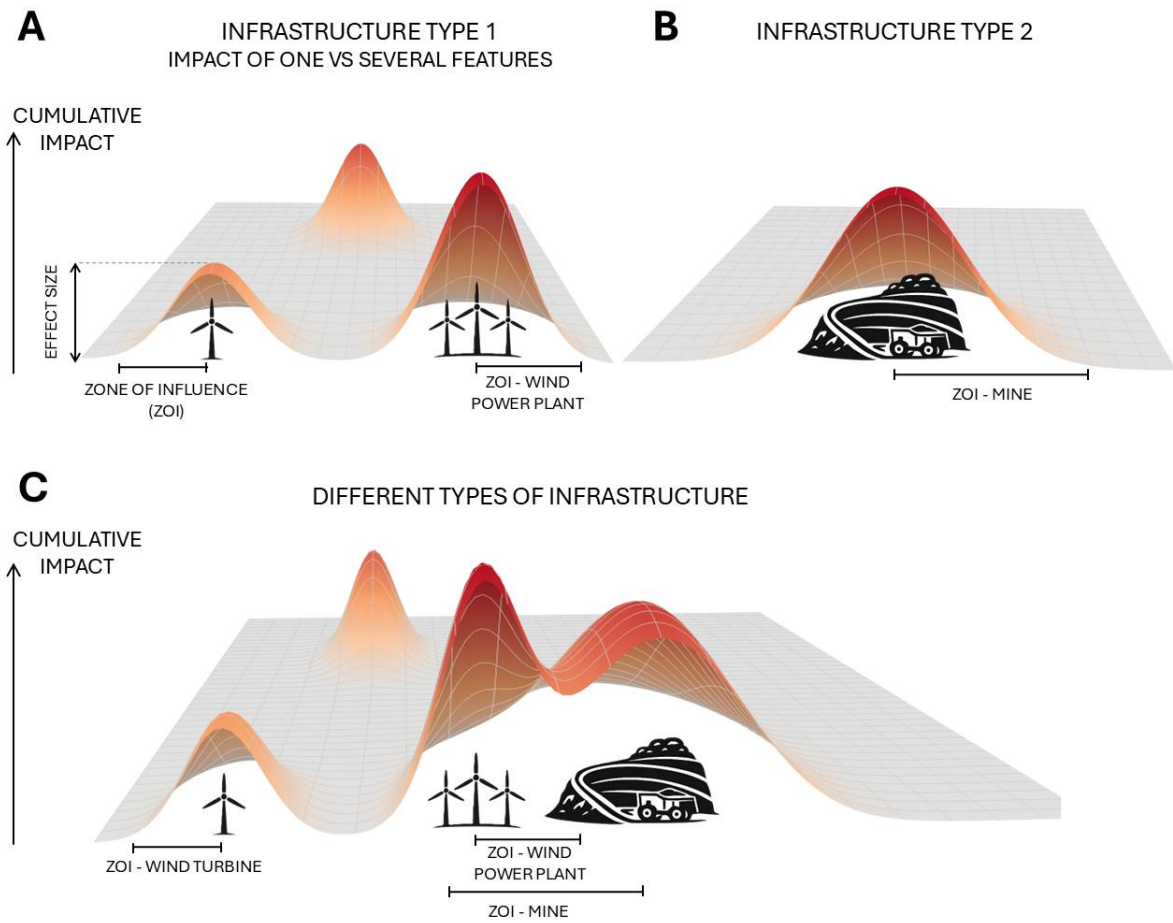 A
INFRASTRUCTURE TYPE 1
IMPACT OF ONE VS SEVERAL FEATURES
CUMULATIVE
IMPACT
EFFECT SIZE
ZONE OF INFLUENCE
(ZOI)
ZOI - WIND
POWER PLANT
B
INFRASTRUCTURE TYPE 2
ZOI - MINE
C
DIFFERENT TYPES OF INFRASTRUCTURE
CUMULATIVE
IMPACT
ZOI - WIND TURBINE
ZOI - WIND
POWER PLANT
ZOI - MINE